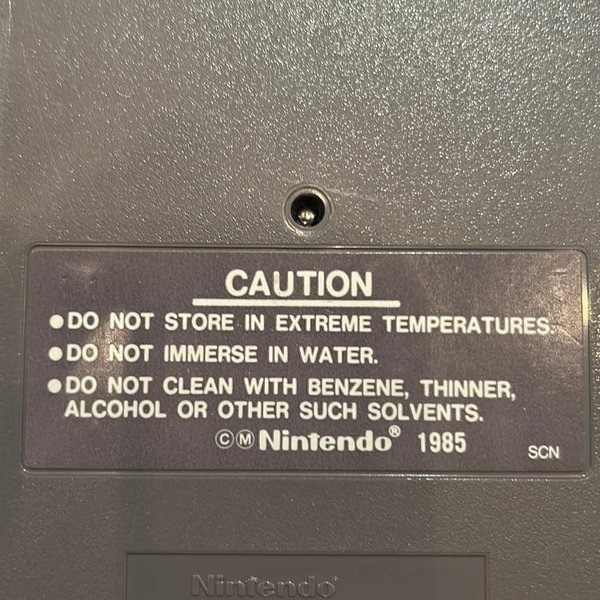 CAUTION
●DO NOT STORE IN EXTREME TEMPERATURES.
●DO NOT IMMERSE IN WATER.
●DO NOT CLEAN WITH BENZENE, THINNER,
ALCOHOL OR OTHER SUCH SOLVENTS.
©Ⓜ Nintendo® 1985 SCN
Nintendo®